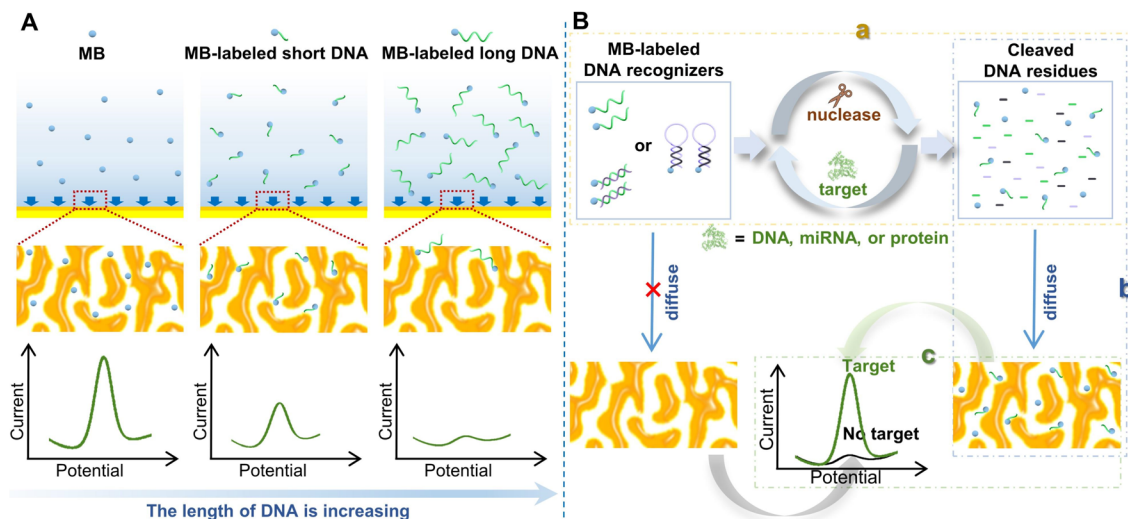 A
MB
MB-labeled short DNA
MB-labeled long DNA
Current
Potential
Current
Potential
Current
Potential
The length of DNA is increasing
B
a
MB-labeled
DNA recognizers
or
nuclease
target
Cleaved
DNA residues
= DNA, miRNA, or protein
diffuse
diffuse
b
c
Target
No target
Current
Potential